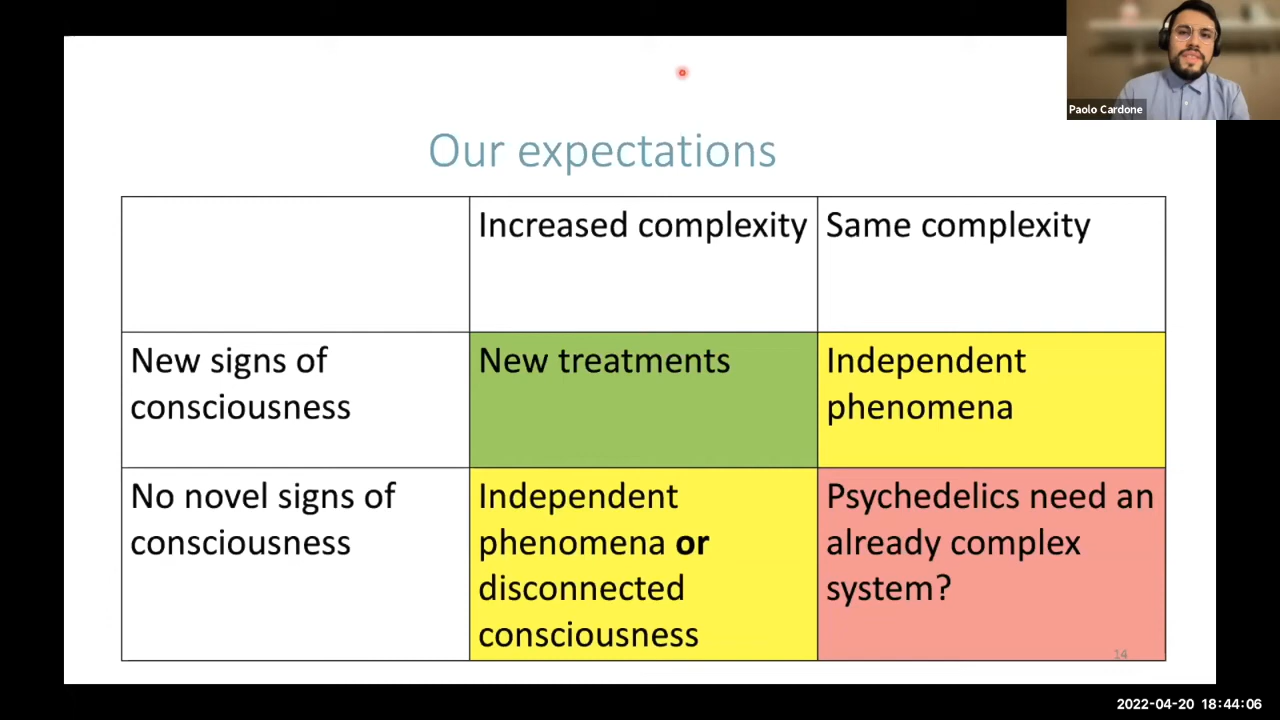 Paolo Cardone
Our expectations
Increased complexity
Same complexity
New signs of
consciousness
New treatments
Independent
phenomena
No novel signs of
consciousness
Independent
phenomena or
disconnected
consciousness
Psychedelics need an
already complex
system?
14
2022-04-20 18:44:06